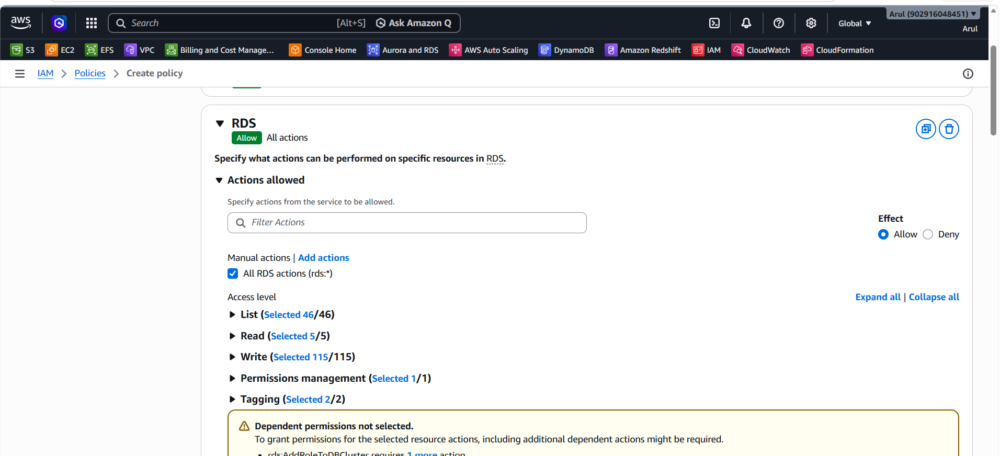 aws
Search [Alt+S] Ask Amazon Q
Global
Arul (902916048451)
Arul
S3 EC2 EFS VPC Billing and Cost Manage... Console Home Aurora and RDS AWS Auto Scaling DynamoDB Amazon Redshift IAM CloudWatch CloudFormation
IAM Policies Create policy
RDS
Allow All actions
Specify what actions can be performed on specific resources in RDS.
Actions allowed
Specify actions from the service to be allowed.
Filter Actions
Effect
Allow Deny
Manual actions | Add actions
All RDS actions (rds:*)
Access level
Expand all | Collapse all
List (Selected 46/46)
Read (Selected 5/5)
Write (Selected 115/115)
Permissions management (Selected 1/1)
Tagging (Selected 2/2)
Dependent permissions not selected.
To grant permissions for the selected resource actions, including additional dependent actions might be required.
rds:AddRoleToDBCluster requires 1 more action